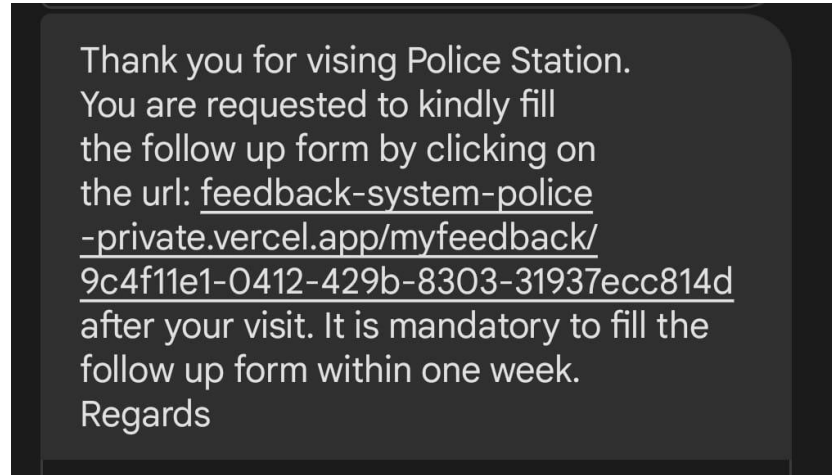 Thank you for vising Police Station.
You are requested to kindly fill
the follow up form by clicking on
the url: feedback-system-police
-private.vercel.app/myfeedback/
9c4f11e1-0412-429b-8303-31937ecc814d
after your visit. It is mandatory to fill the
follow up form within one week.
Regards